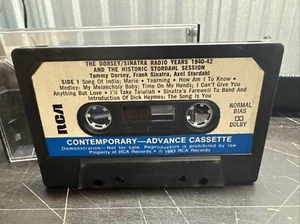 THE DORSEY/SINATRA RADIO YEARS 1940-42
AND THE HISTORIC STORDAHL SESSION
Tommy Dorsey, Frank Sinatra, Axel Stordahl
SIDE 1 Song Of India; Marie • Yearning • How Am I to Know •
Medley: My Melancholy Baby; Time On My Hands; I Can't Give You
Anything But Love • I'll Take Tallulah • Sinatra's Farewell To Band And
Introduction Of Dick Haymes: The Song Is You
RCA
NORMAL
BIAS
DOLBY
CONTEMPORARY—ADVANCE CASSETTE
Demonstration—Not for sale. Reproduction is prohibited by law
Property of RCA Records • © 1983 RCA Records